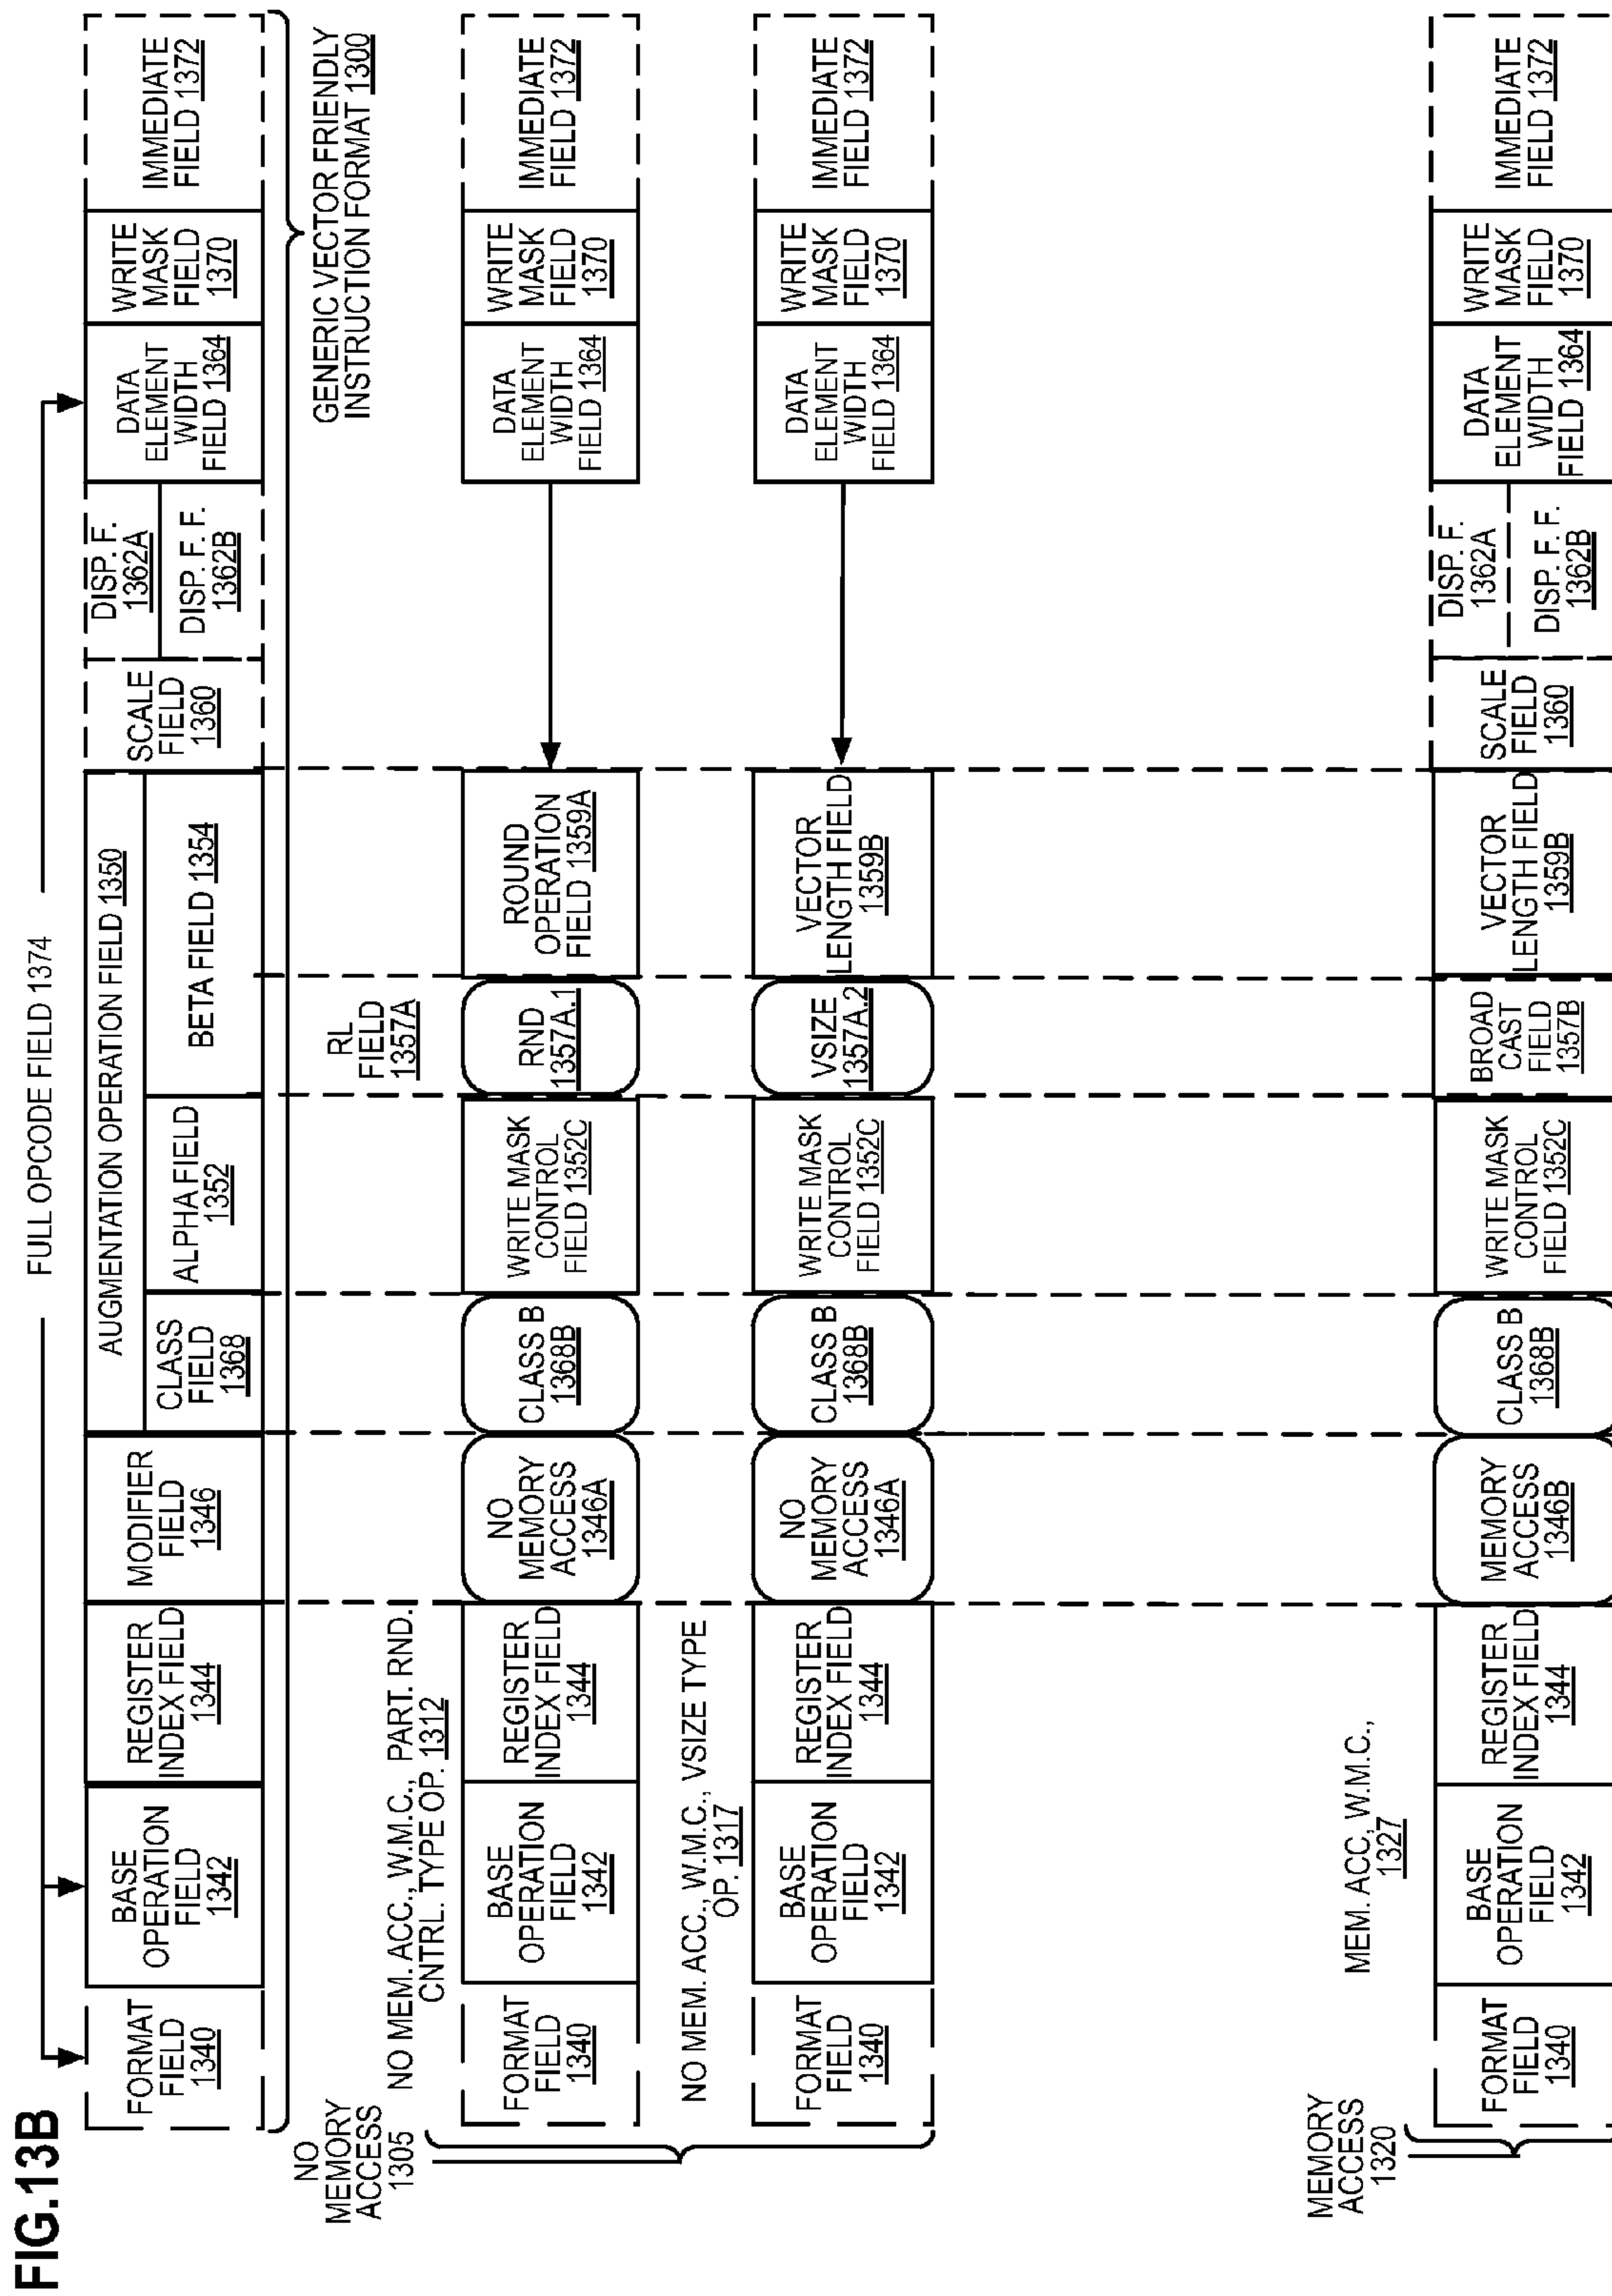 FIG.13B
FULL OPCODE FIELD 1374
FORMAT
FIELD
1340
BASE
OPERATION
FIELD
1342
REGISTER
INDEX FIELD
1344
MODIFIER
FIELD
1346
AUGMENTATION OPERATION FIELD 1350
CLASS
FIELD
1368
ALPHA FIELD
1352
BETA FIELD 1354
SCALE
FIELD
1360
DISP. F.
1362A
DISP. F. F.
1362B
DATA
ELEMENT
WIDTH
FIELD 1364
WRITE
MASK
FIELD
1370
IMMEDIATE
FIELD 1372
GENERIC VECTOR FRIENDLY
INSTRUCTION FORMAT 1300
NO
MEMORY
ACCESS
1305
NO MEM. ACC., W.M.C., PART. RND.
CNTRL. TYPE OP. 1312
RL
FIELD
1357A
FORMAT
FIELD
1340
BASE
OPERATION
FIELD
1342
REGISTER
INDEX FIELD
1344
NO
MEMORY
ACCESS
1346A
CLASS B
1368B
WRITE MASK
CONTROL
FIELD 1352C
RND
1357A.1
ROUND
OPERATION
FIELD 1359A
DATA
ELEMENT
WIDTH
FIELD 1364
WRITE
MASK
FIELD
1370
IMMEDIATE
FIELD 1372
NO MEM. ACC., W.M.C., VSIZE TYPE
OP. 1317
FORMAT
FIELD
1340
BASE
OPERATION
FIELD
1342
REGISTER
INDEX FIELD
1344
NO
MEMORY
ACCESS
1346A
CLASS B
1368B
WRITE MASK
CONTROL
FIELD 1352C
VSIZE
1357A.2
VECTOR
LENGTH FIELD
1359B
DATA
ELEMENT
WIDTH
FIELD 1364
WRITE
MASK
FIELD
1370
IMMEDIATE
FIELD 1372
MEMORY
ACCESS
1320
MEM. ACC, W.M.C.,
1327
FORMAT
FIELD
1340
BASE
OPERATION
FIELD
1342
REGISTER
INDEX FIELD
1344
MEMORY
ACCESS
1346B
CLASS B
1368B
WRITE MASK
CONTROL
FIELD 1352C
BROAD
CAST
FIELD
1357B
VECTOR
LENGTH FIELD
1359B
SCALE
FIELD
1360
DISP. F.
1362A
DISP. F. F.
1362B
DATA
ELEMENT
WIDTH
FIELD 1364
WRITE
MASK
FIELD
1370
IMMEDIATE
FIELD 1372